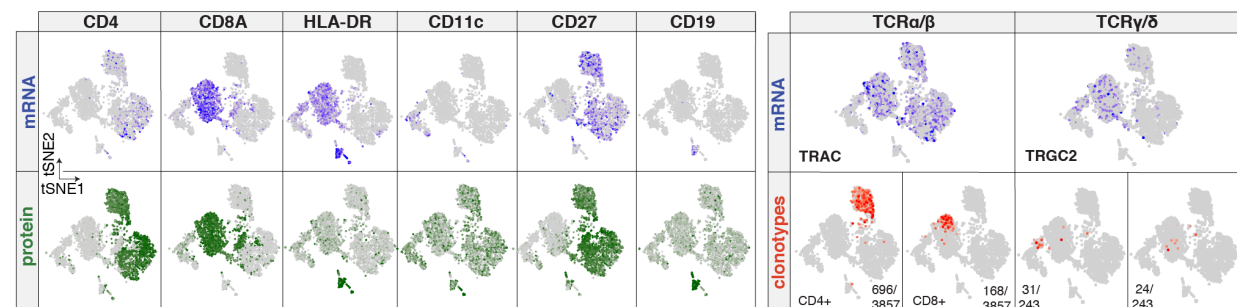 CD4 CD8A HLA-DR CD11c CD27 CD19 TCRα/β TCRγ/δ
mRNA
tSNE2
tSNE1
protein
mRNA
TRAC
TRGC2
clonotypes
CD4+
696/
3857
CD8+
168/
3857
31/
243
24/
243